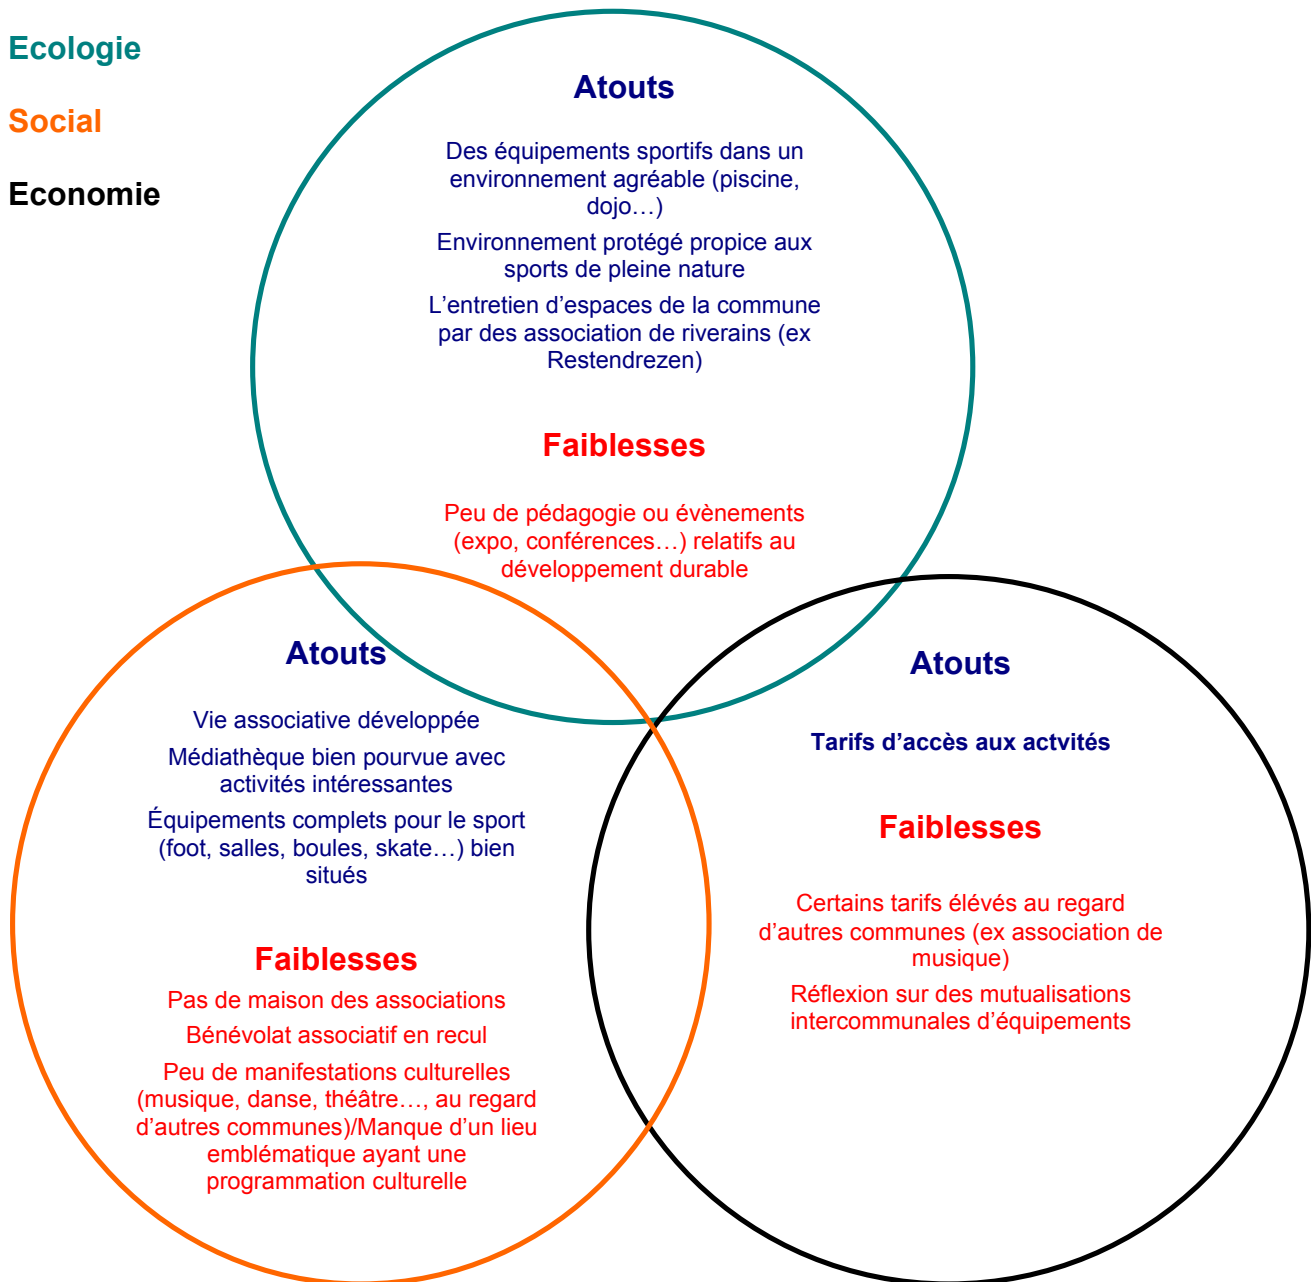 Ecologie
Social
Economie
Atouts
Des équipements sportifs dans un
environnement agréable (piscine,
dojo…)
Environnement protégé propice aux
sports de pleine nature
L’entretien d’espaces de la commune
par des association de riverains (ex
Restendrezen)
Faiblesses
Peu de pédagogie ou évènements
(expo, conférences…) relatifs au
développement durable
Atouts
Vie associative développée
Médiathèque bien pourvue avec
activités intéressantes
Équipements complets pour le sport
(foot, salles, boules, skate…) bien
situés
Faiblesses
Pas de maison des associations
Bénévolat associatif en recul
Peu de manifestations culturelles
(musique, danse, théâtre…, au regard
d’autres communes)/Manque d’un lieu
emblématique ayant une
programmation culturelle
Atouts
Tarifs d’accès aux actvités
Faiblesses
Certains tarifs élévés au regard
d’autres communes (ex association de
musique)
Réflexion sur des mutualisations
intercommunales d’équipements